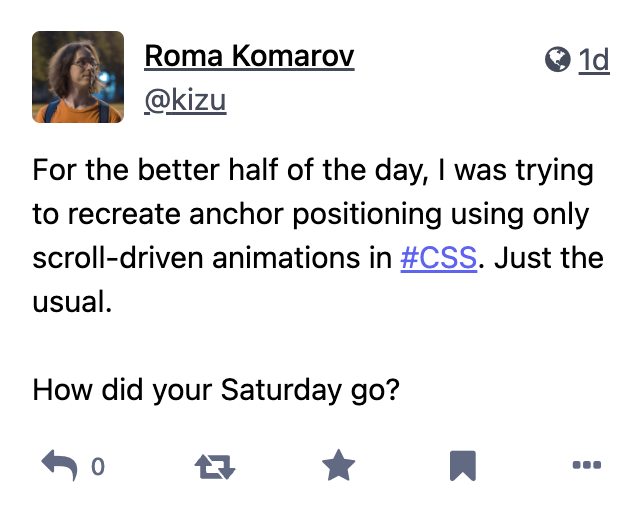 Roma Komarov
1d
@kizu
For the better half of the day, I was trying
to recreate anchor positioning using only
scroll-driven animations in #CSS. Just the
usual.
How did your Saturday go?
0